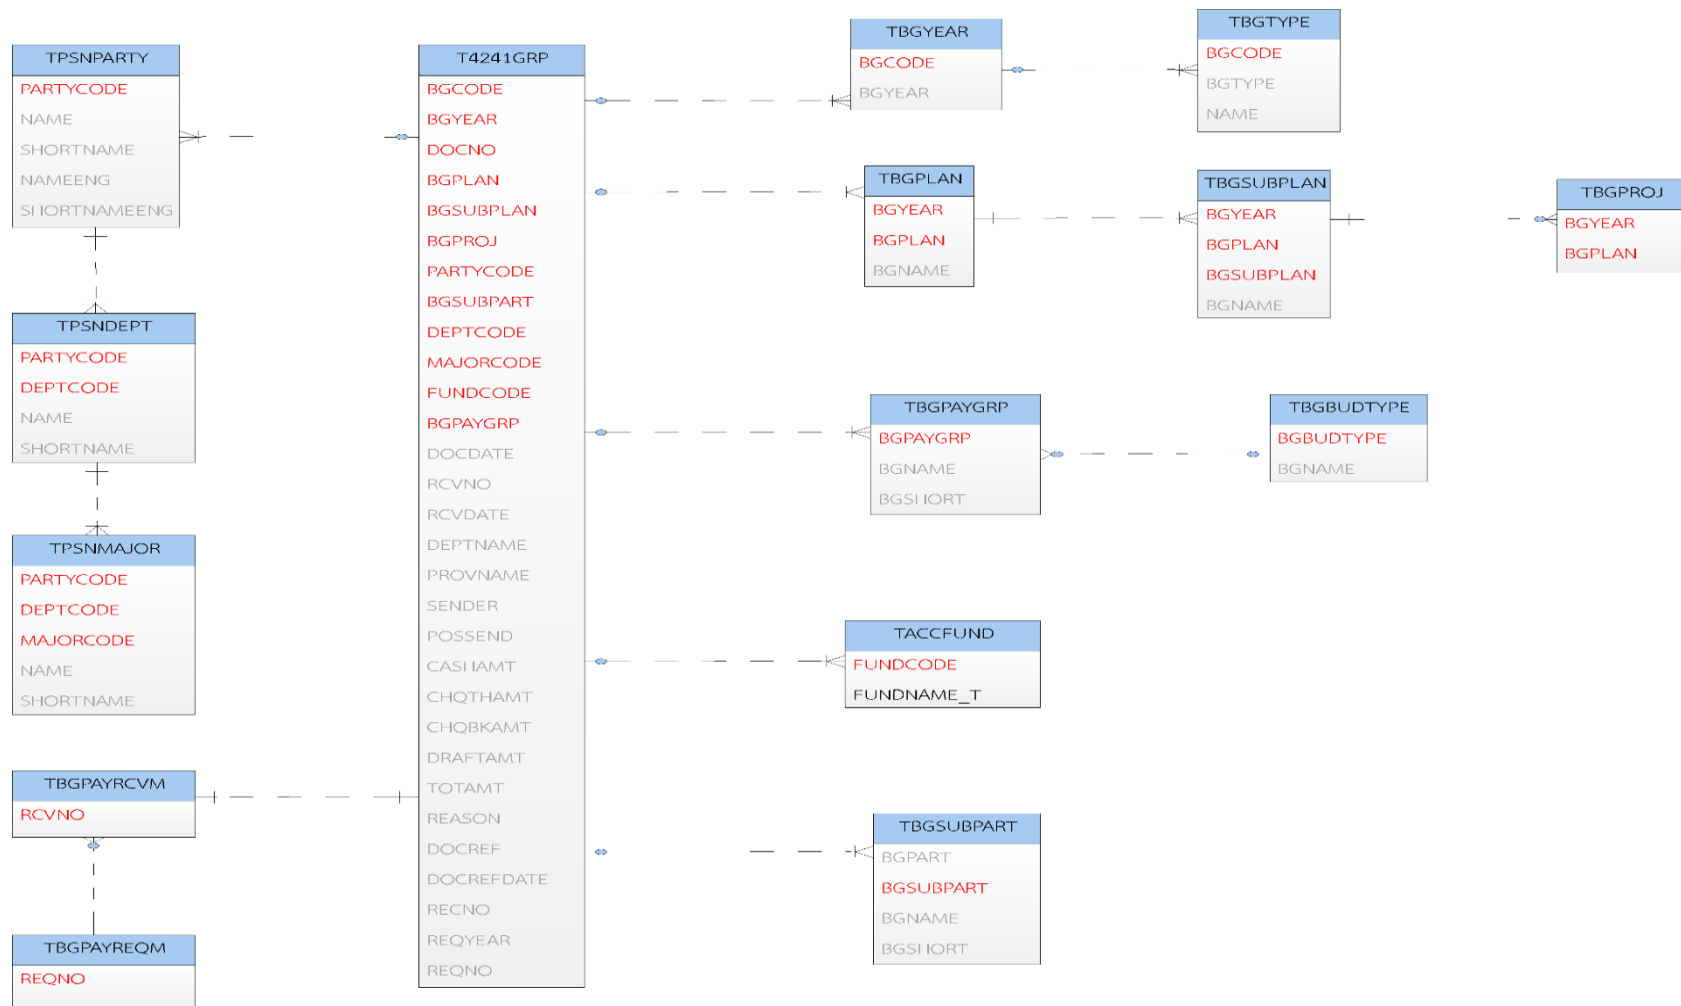 TPSNPARTY
PARTYCODE
NAME
SHORTNAME
NAMEENG
SHORTNAMEENG
TPSNDEPT
PARTYCODE
DEPTCODE
NAME
SHORTNAME
TPSNMAJOR
PARTYCODE
DEPTCODE
MAJORCODE
NAME
SHORTNAME
TBGPAYRCVM
RCVNO
TBGPAYREQM
REQNO
T4241GRP
BGCODE
BGYEAR
DOCNO
BGPLAN
BGSUBPLAN
BGPROJ
PARTYCODE
BGSUBPART
DEPTCODE
MAJORCODE
FUNDCODE
BGPAYGRP
DOCDATE
RCVNO
RCVDATE
DEPTNAME
PROVNAME
SENDER
POSSEND
CASHAMT
CHQTHAMT
CHQBKAMT
DRAFTAMT
TOTAMT
REASON
DOCREF
DOCREFDATE
RECNO
REQYEAR
REQNO
TBGYEAR
BGCODE
BGYEAR
TBGTYPE
BGCODE
BGTYPE
NAME
TBGPLAN
BGYEAR
BGPLAN
BGNAME
TBGSUBPLAN
BGYEAR
BGPLAN
BGSUBPLAN
BGNAME
TBGPROJ
BGYEAR
BGPLAN
TBGPAYGRP
BGPAYGRP
BGNAME
BGSHORT
TBGBUDTYPE
BGBUDTYPE
BGNAME
TACCFUND
FUNDCODE
FUNDNAME_T
TBGSUBPART
BGPART
BGSUBPART
BGNAME
BGSHORT